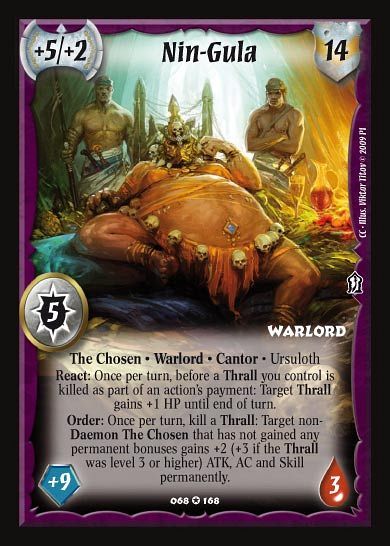 +5/+2
Nin-Gula
14
CC - Illus. Viktor Titov © 2009 PI
5
WARLORD
The Chosen • Warlord • Cantor • Ursuloth
React: Once per turn, before a Thrall you control is
killed as part of an action's payment: Target Thrall
gains +1 HP until end of turn.
Order: Once per turn, kill a Thrall: Target non-
Daemon The Chosen that has not gained any
permanent bonuses gains +2 (+3 if the Thrall
was level 3 or higher) ATK, AC and Skill
permanently.
+9
3
068 ✪ 168